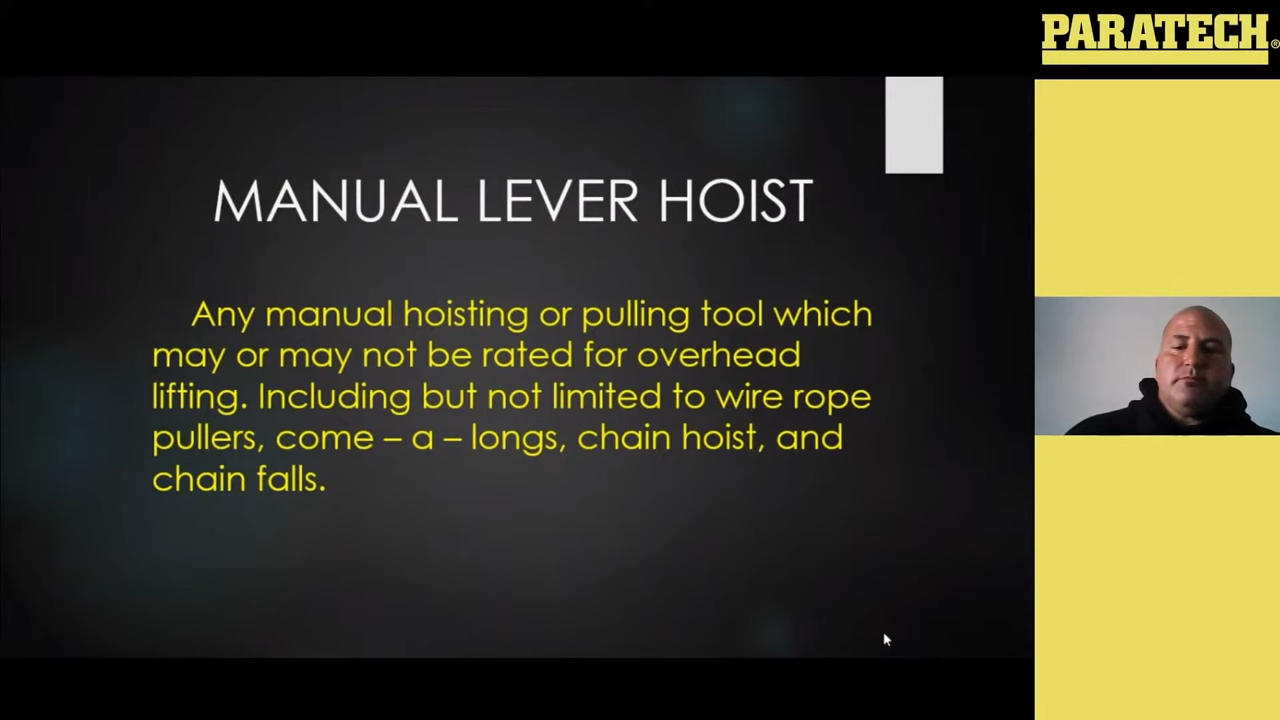 PARATECH®
MANUAL LEVER HOIST
Any manual hoisting or pulling tool which
may or may not be rated for overhead
lifting. Including but not limited to wire rope
pullers, come – a – longs, chain hoist, and
chain falls.